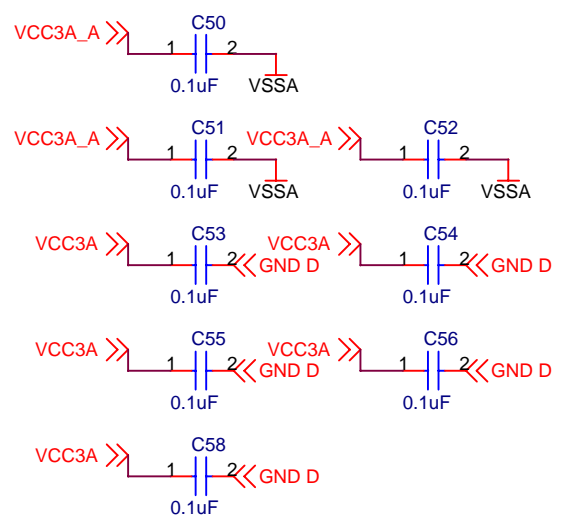 C50
VCC3A_A
1 2
0.1uF VSSA
C51 C52
VCC3A_A VCC3A_A
1 2 1 2
0.1uF VSSA 0.1uF VSSA
C53 C54
VCC3A VCC3A
1 2 GND D 1 2 GND D
0.1uF 0.1uF
C55 C56
VCC3A VCC3A
1 2 GND D 1 2 GND D
0.1uF 0.1uF
C58
VCC3A
1 2 GND D
0.1uF